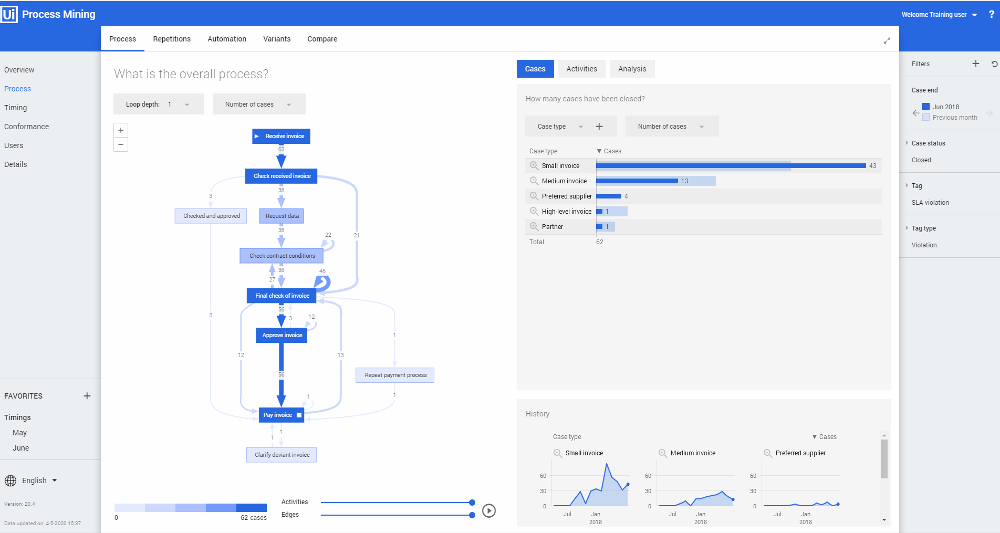 Ui Process Mining
Welcome Training user
?
Process Repetitions Automation Variants Compare
Overview
Process
Timing
Conformance
Users
Details
FAVORITES
Timings
May
June
English
Version: 20.4
Data updated on: 4-5-2020 15:37
What is the overall process?
Loop depth: 1
Number of cases
+
−
Receive invoice
62
Check received invoice
38
3
21
Checked and approved
Request data
38
22
Check contract conditions
38
27
46
Final check of invoice
56
3
12
3
1
Approve invoice
12
13
56
Repeat payment process
1
1
Pay invoice
1
1
Clarify deviant invoice
0
62 cases
Activities
Edges
Cases Activities Analysis
How many cases have been closed?
Case type +
Number of cases
Case type ▼ Cases
Small invoice 43
Medium invoice 13
Preferred supplier 4
High-level invoice 1
Partner 1
Total 62
History
Case type ▼ Cases
Small invoice
60
30
0
Jul Jan
2018
Medium invoice
60
30
0
Jul Jan
2018
Preferred supplier
60
30
0
Jul Jan
2018
Filters
Case end
Jun 2018
Previous month
Case status
Closed
Tag
SLA violation
Tag type
Violation